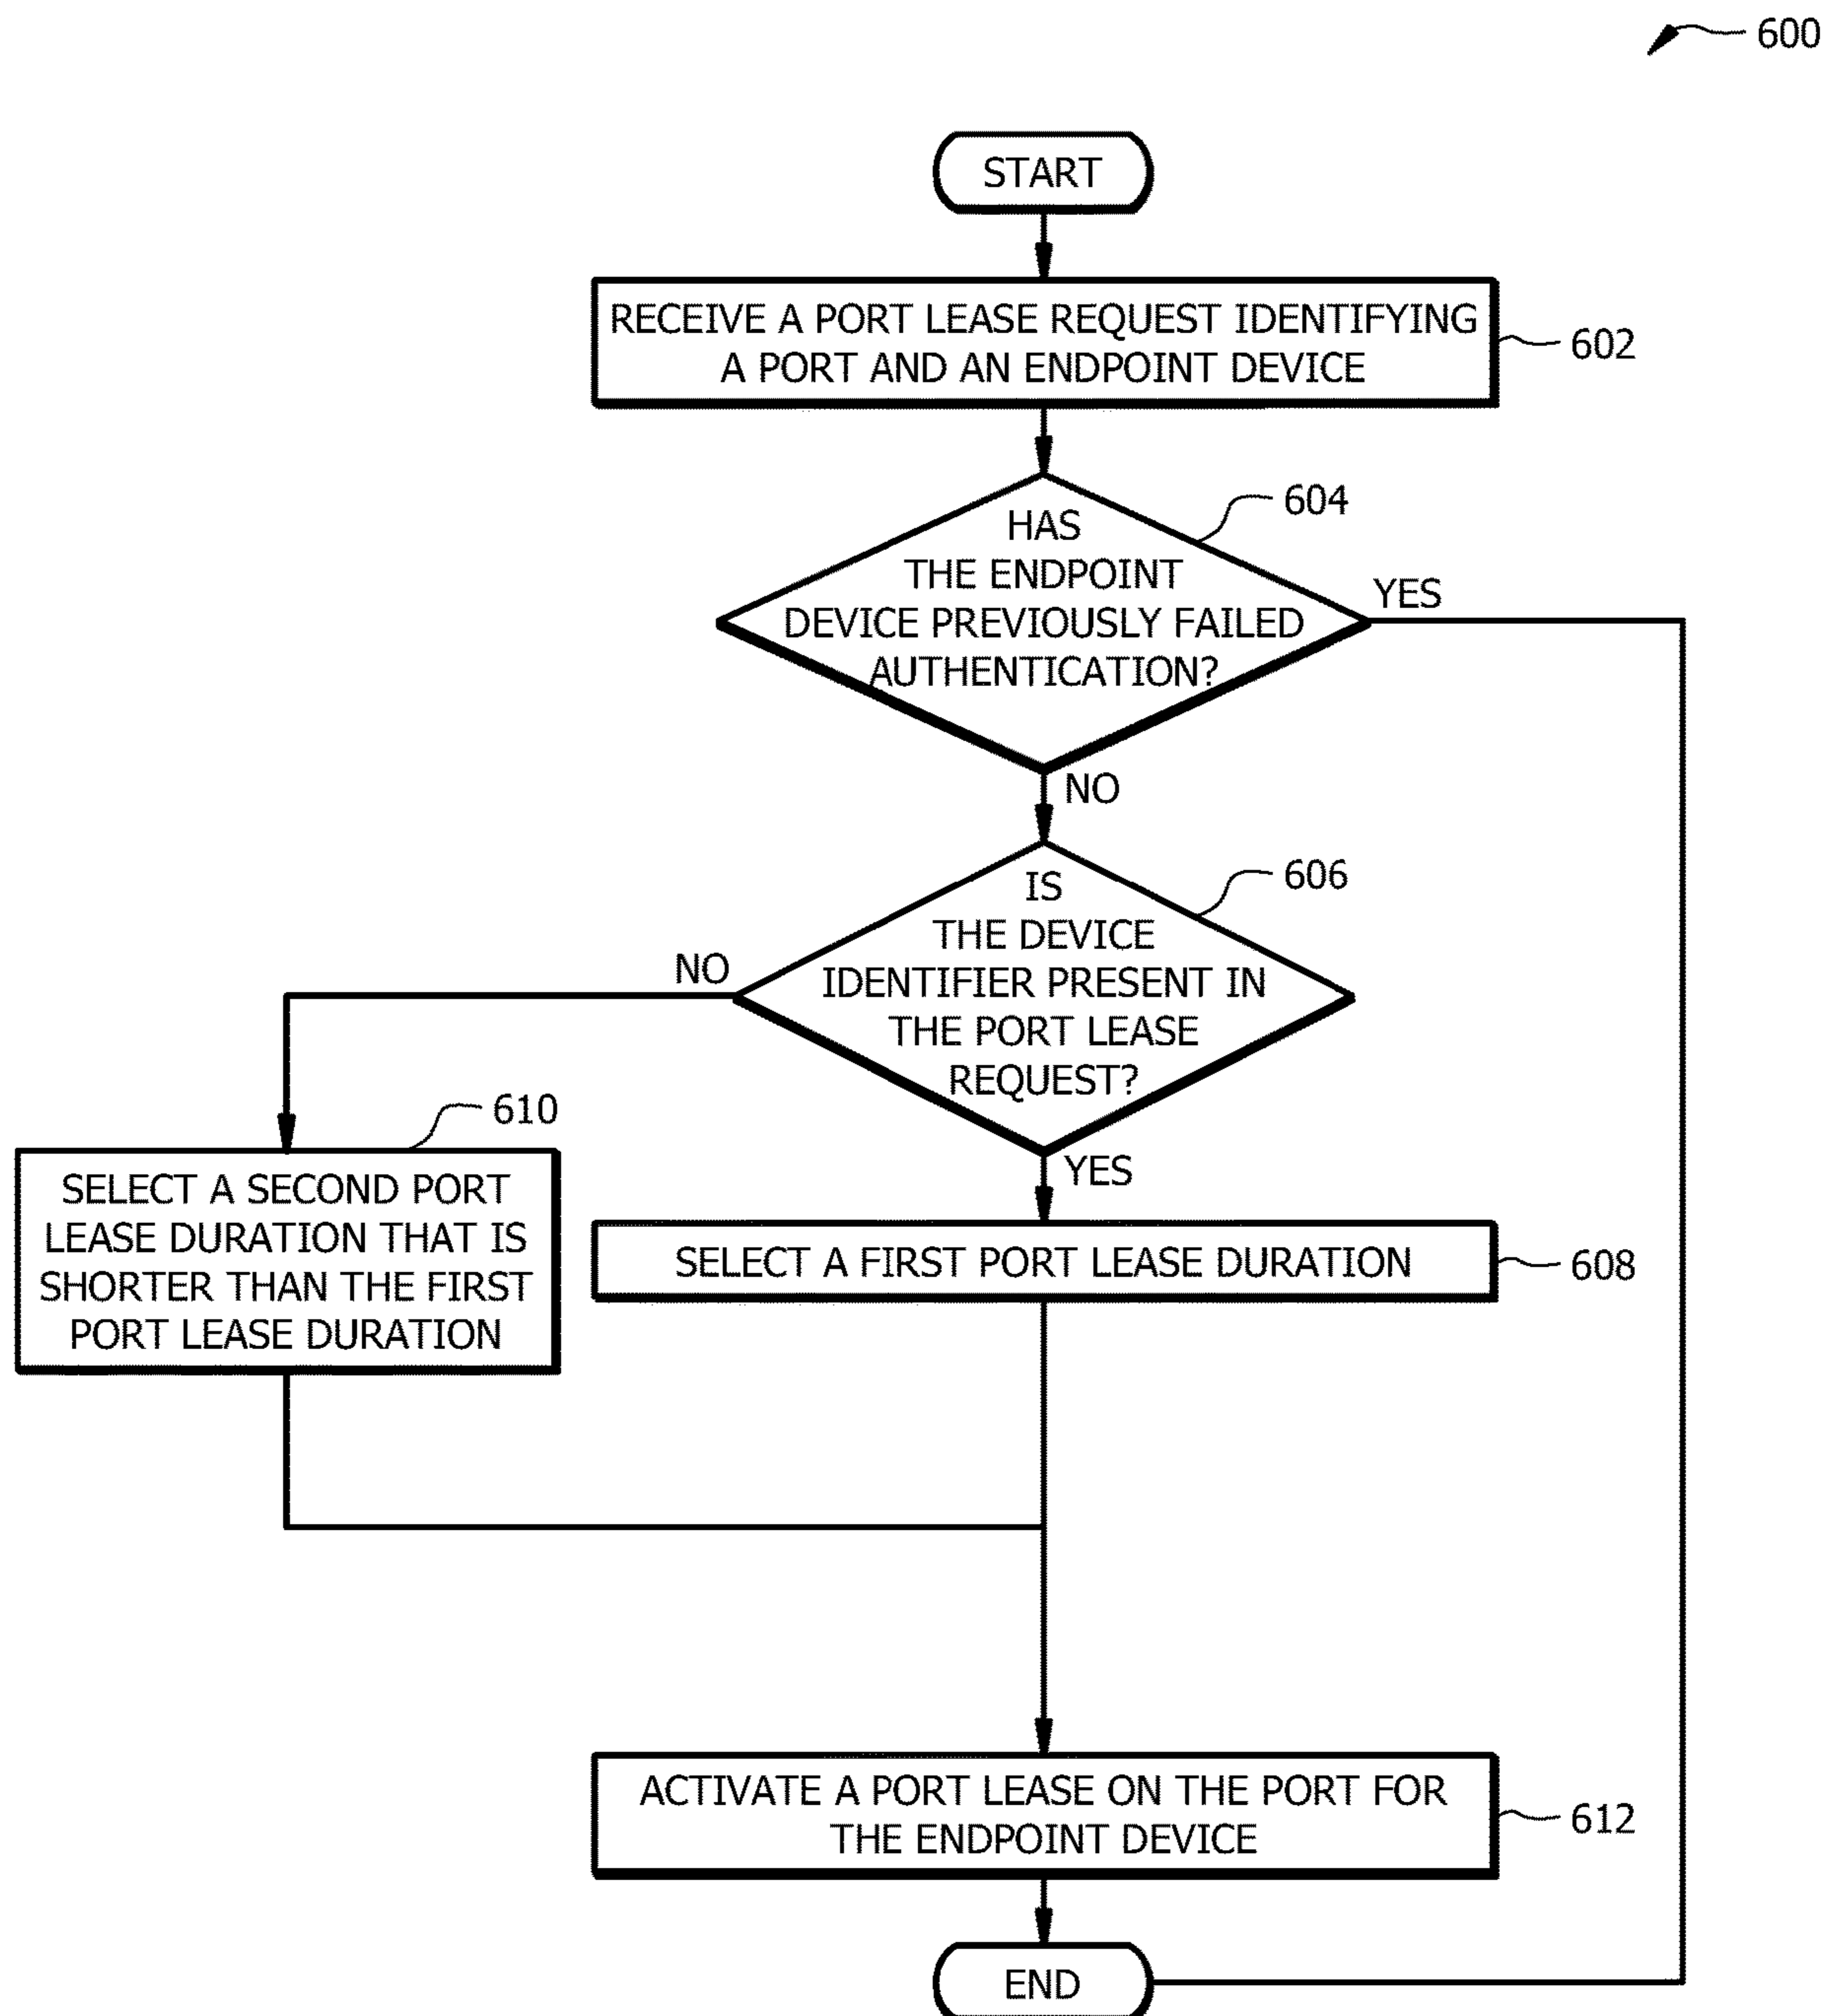 600
START
RECEIVE A PORT LEASE REQUEST IDENTIFYING
A PORT AND AN ENDPOINT DEVICE
602
604
HAS
THE ENDPOINT
DEVICE PREVIOUSLY FAILED
AUTHENTICATION?
YES
NO
606
IS
THE DEVICE
IDENTIFIER PRESENT IN
THE PORT LEASE
REQUEST?
NO
YES
610
SELECT A SECOND PORT
LEASE DURATION THAT IS
SHORTER THAN THE FIRST
PORT LEASE DURATION
SELECT A FIRST PORT LEASE DURATION
608
ACTIVATE A PORT LEASE ON THE PORT FOR
THE ENDPOINT DEVICE
612
END